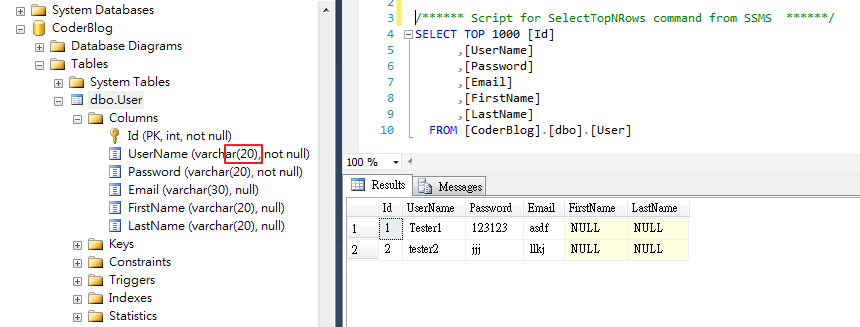 System Databases
CoderBlog
Database Diagrams
Tables
System Tables
dbo.User
Columns
Id (PK, int, not null)
UserName (varchar(20), not null)
Password (varchar(20), not null)
Email (varchar(30), null)
FirstName (varchar(20), null)
LastName (varchar(20), null)
Keys
Constraints
Triggers
Indexes
Statistics
2
3 /****** Script for SelectTopNRows command from SSMS ******/
4 SELECT TOP 1000 [Id]
5 ,[UserName]
6 ,[Password]
7 ,[Email]
8 ,[FirstName]
9 ,[LastName]
10 FROM [CoderBlog].[dbo].[User]
100 %
Results Messages
Id UserName Password Email FirstName LastName
1 1 Tester1 123123 asdf NULL NULL
2 2 tester2 jjj llkj NULL NULL